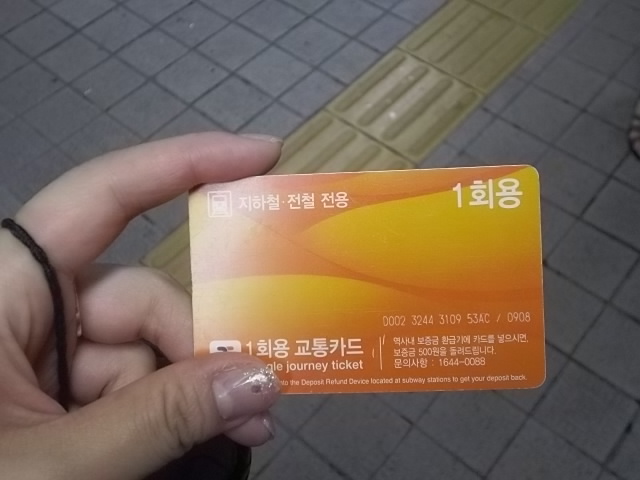 지하철·전철 전용
1회용
0002 3244 3109 53AC / 0908
1회용 교통카드
journey ticket
역사내 보증금 환급기에 카드를 넣으시면,
보증금 500원을 돌려드립니다.
문의사항 : 1644-0088
into the Deposit Refund Device located at subway stations to get your deposit back.